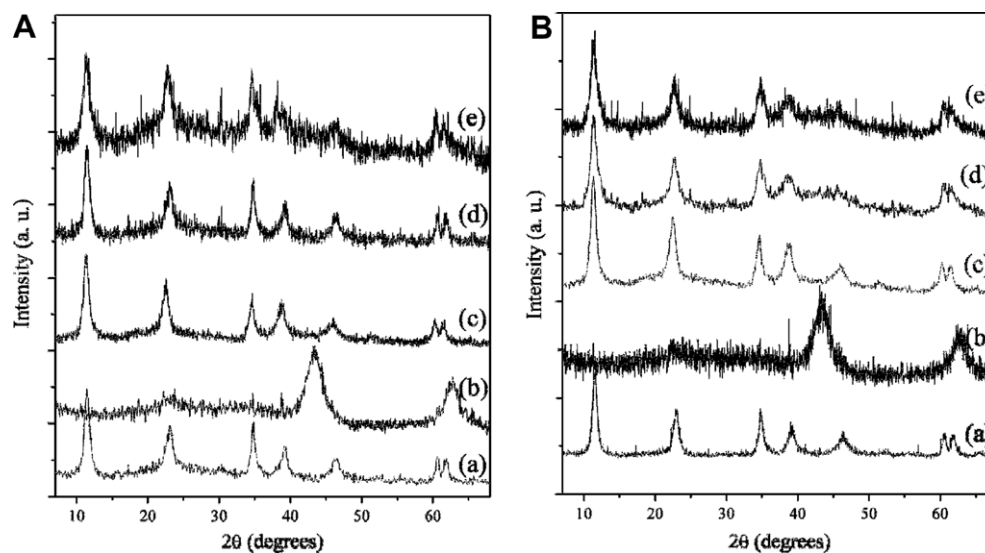 A
(e)
(d)
(c)
(b)
(a)
Intensity (a. u.)
10 20 30 40 50 60
2θ (degrees)
B
(e
(d)
(c)
(b
(a
Intensity (a. u.)
10 20 30 40 50 60
2θ (degrees)